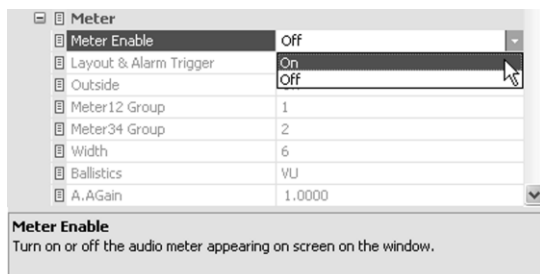 Meter
Meter Enable Off
Layout & Alarm Trigger On
Outside Off
Meter12 Group 1
Meter34 Group 2
Width 6
Ballistics VU
A.AGain 1.0000
Meter Enable
Turn on or off the audio meter appearing on screen on the window.